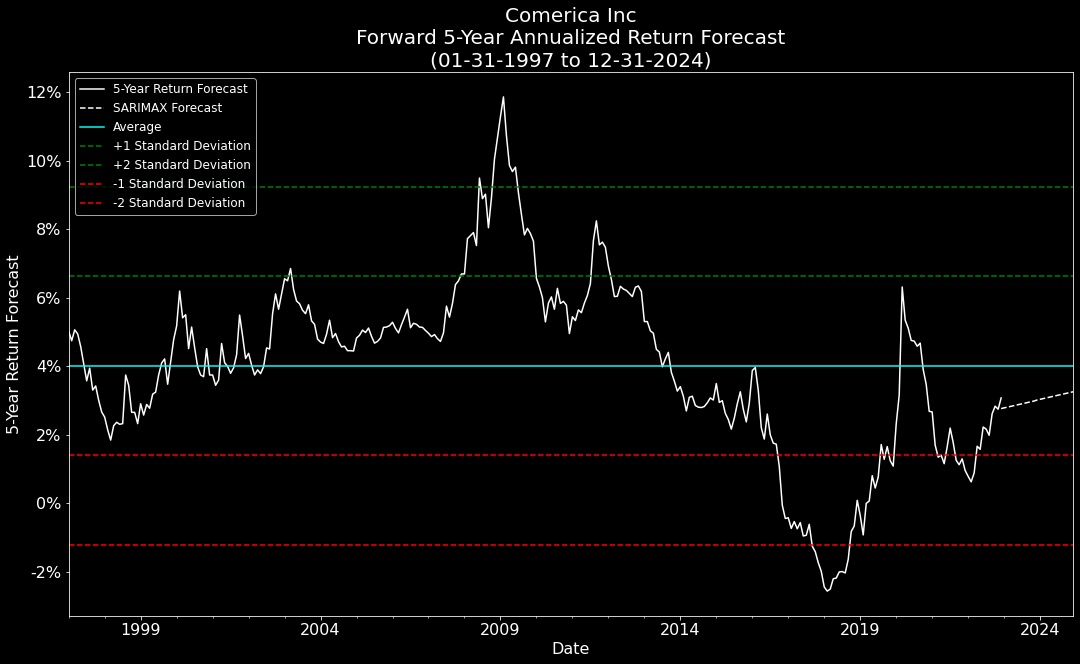 Comerica Inc
Forward 5-Year Annualized Return Forecast
(01-31-1997 to 12-31-2024)
5-Year Return Forecast
SARIMAX Forecast
Average
+1 Standard Deviation
+2 Standard Deviation
-1 Standard Deviation
-2 Standard Deviation
12%
10%
8%
6%
4%
2%
0%
-2%
5-Year Return Forecast
1999 2004 2009 2014 2019 2024
Date